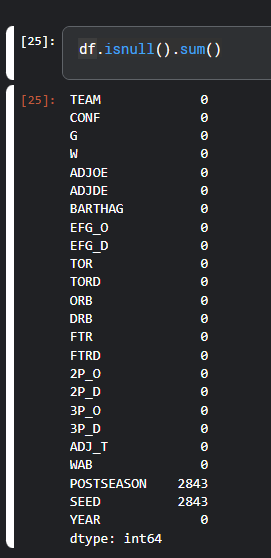 [25]: df.isnull().sum()
[25]: TEAM 0
CONF 0
G 0
W 0
ADJOE 0
ADJDE 0
BARTHAG 0
EFG_O 0
EFG_D 0
TOR 0
TORD 0
ORB 0
DRB 0
FTR 0
FTRD 0
2P_O 0
2P_D 0
3P_O 0
3P_D 0
ADJ_T 0
WAB 0
POSTSEASON 2843
SEED 2843
YEAR 0
dtype: int64